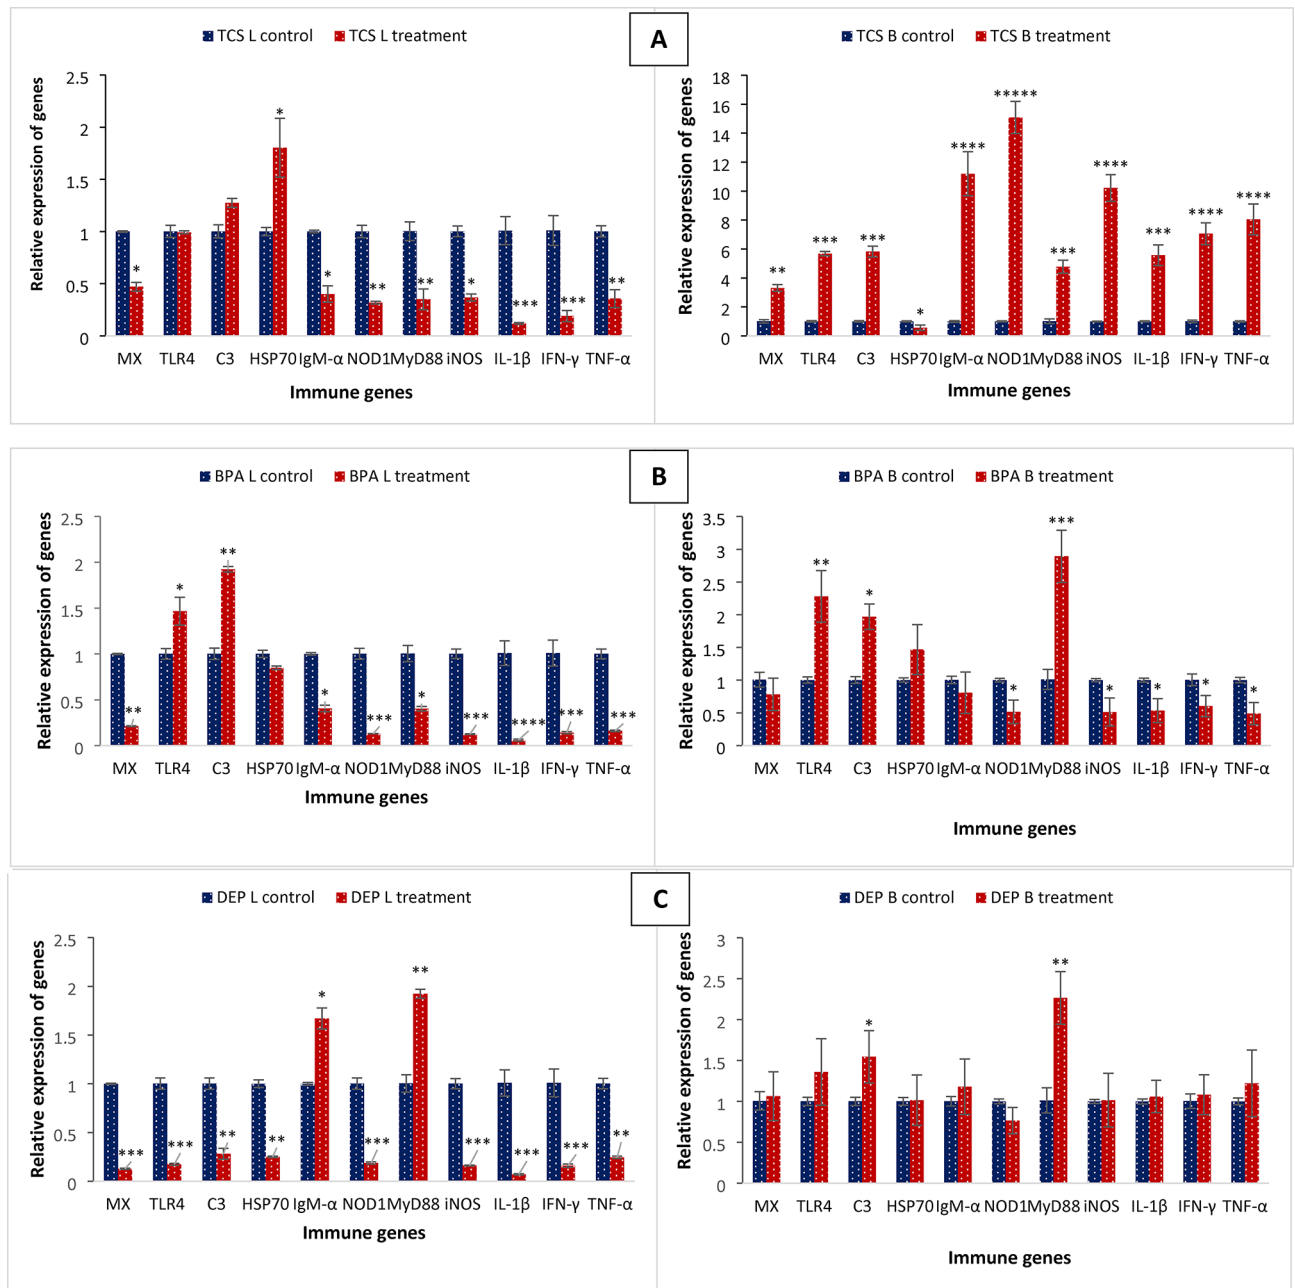 TCS L control TCS L treatment
A
TCS B control TCS B treatment
Relative expression of genes
2.5
2
1.5
1
0.5
0
* * * * ** ** * *** *** **
MX TLR4 C3 HSP70 IgM-α NOD1 MyD88 iNOS IL-1β IFN-γ TNF-α
Immune genes
Relative expression of genes
18
16
14
12
10
8
6
4
2
0
** *** *** * **** ***** *** **** *** **** ****
MX TLR4 C3 HSP70 IgM-α NOD1 MyD88 iNOS IL-1β IFN-γ TNF-α
Immune genes
BPA L control BPA L treatment
B
BPA B control BPA B treatment
Relative expression of genes
2.5
2
1.5
1
0.5
0
** * ** * *** * *** **** *** ***
MX TLR4 C3 HSP70 IgM-α NOD1 MyD88 iNOS IL-1β IFN-γ TNF-α
Immune genes
Relative expression of genes
3.5
3
2.5
2
1.5
1
0.5
0
** * * *** * * * *
MX TLR4 C3 HSP70 IgM-α NOD1 MyD88 iNOS IL-1β IFN-γ TNF-α
Immune genes
DEP L control DEP L treatment
C
DEP B control DEP B treatment
Relative expression of genes
2.5
2
1.5
1
0.5
0
*** *** ** ** * *** ** *** *** *** **
MX TLR4 C3 HSP70 IgM-α NOD1 MyD88 iNOS IL-1β IFN-γ TNF-α
Immune genes
Relative expression of genes
3
2.5
2
1.5
1
0.5
0
* **
MX TLR4 C3 HSP70 IgM-α NOD1 MyD88 iNOS IL-1β IFN-γ TNF-α
Immune genes